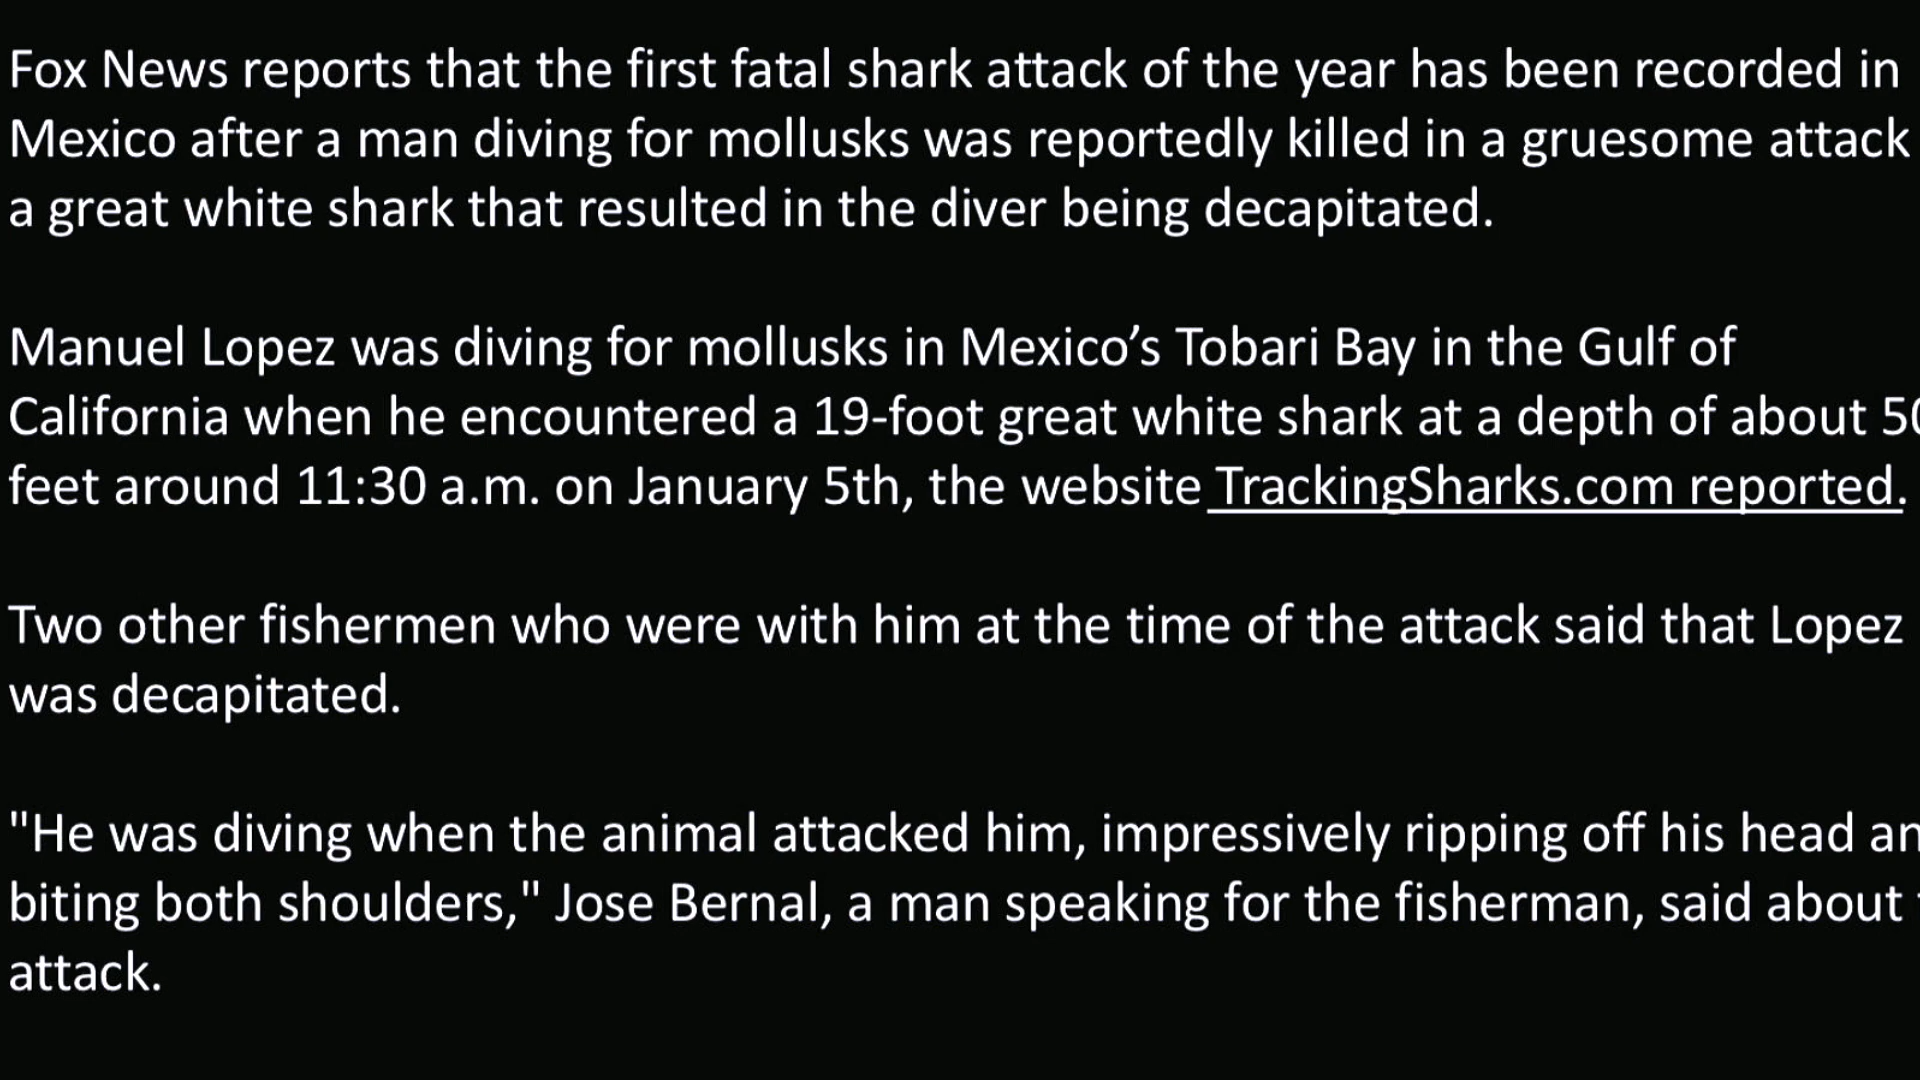 Fox News reports that the first fatal shark attack of the year has been recorded in
Mexico after a man diving for mollusks was reportedly killed in a gruesome attack
a great white shark that resulted in the diver being decapitated.
Manuel Lopez was diving for mollusks in Mexico’s Tobari Bay in the Gulf of
California when he encountered a 19-foot great white shark at a depth of about
feet around 11:30 a.m. on January 5th, the website TrackingSharks.com reported.
Two other fishermen who were with him at the time of the attack said that Lopez
was decapitated.
"He was diving when the animal attacked him, impressively ripping off his head
biting both shoulders," Jose Bernal, a man speaking for the fisherman, said about
attack.